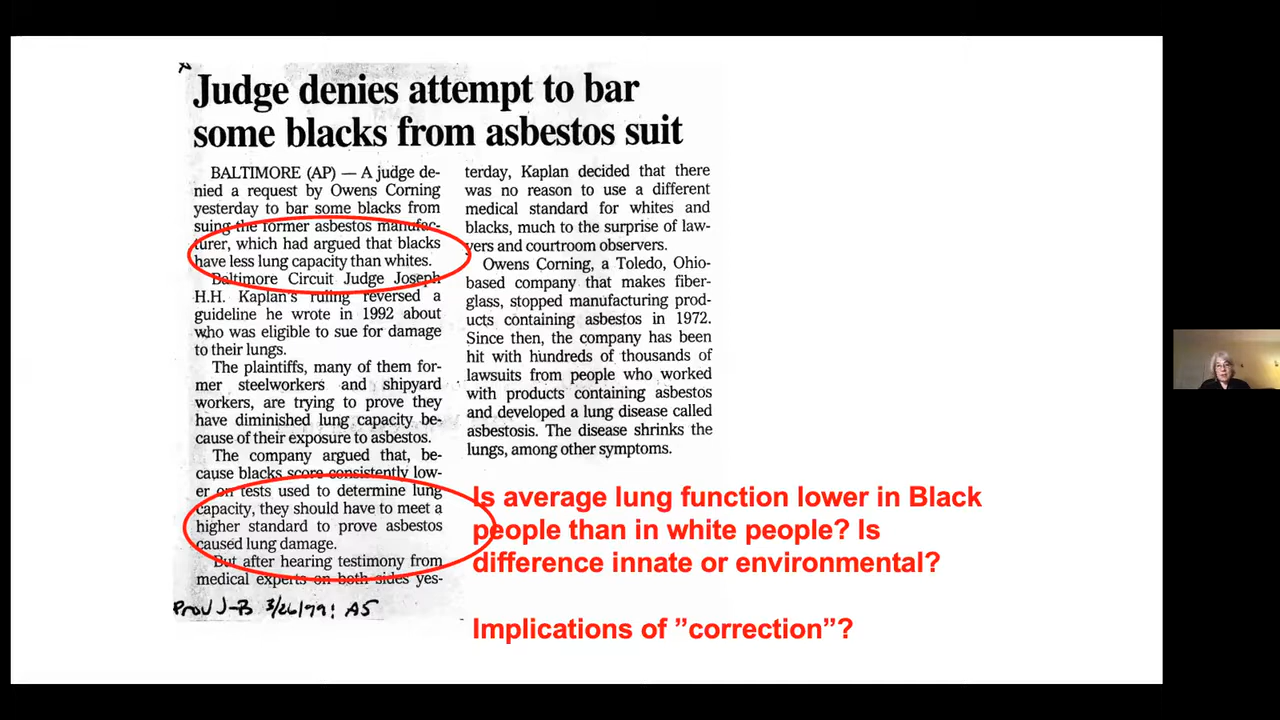 Judge denies attempt to bar
some blacks from asbestos suit
BALTIMORE (AP) — A judge de-
nied a request by Owens Corning
yesterday to bar some blacks from
suing the former asbestos manufac-
turer, which had argued that blacks
have less lung capacity than whites.
Baltimore Circuit Judge Joseph
H.H. Kaplan's ruling reversed a
guideline he wrote in 1992 about
who was eligible to sue for damage
to their lungs.
The plaintiffs, many of them for-
mer steelworkers and shipyard
workers, are trying to prove they
have diminished lung capacity be-
cause of their exposure to asbestos.
The company argued that, be-
cause blacks score consistently low-
er on tests used to determine lung
capacity, they should have to meet a
higher standard to prove asbestos
caused lung damage.
But after hearing testimony from
medical experts on both sides yes-
terday, Kaplan decided that there
was no reason to use a different
medical standard for whites and
blacks, much to the surprise of law-
yers and courtroom observers.
Owens Corning, a Toledo, Ohio-
based company that makes fiber-
glass, stopped manufacturing prod-
ucts containing asbestos in 1972.
Since then, the company has been
hit with hundreds of thousands of
lawsuits from people who worked
with products containing asbestos
and developed a lung disease called
asbestosis. The disease shrinks the
lungs, among other symptoms.
Prov J-B 3/26/99: A5
Is average lung function lower in Black
people than in white people? Is
difference innate or environmental?
Implications of ”correction”?